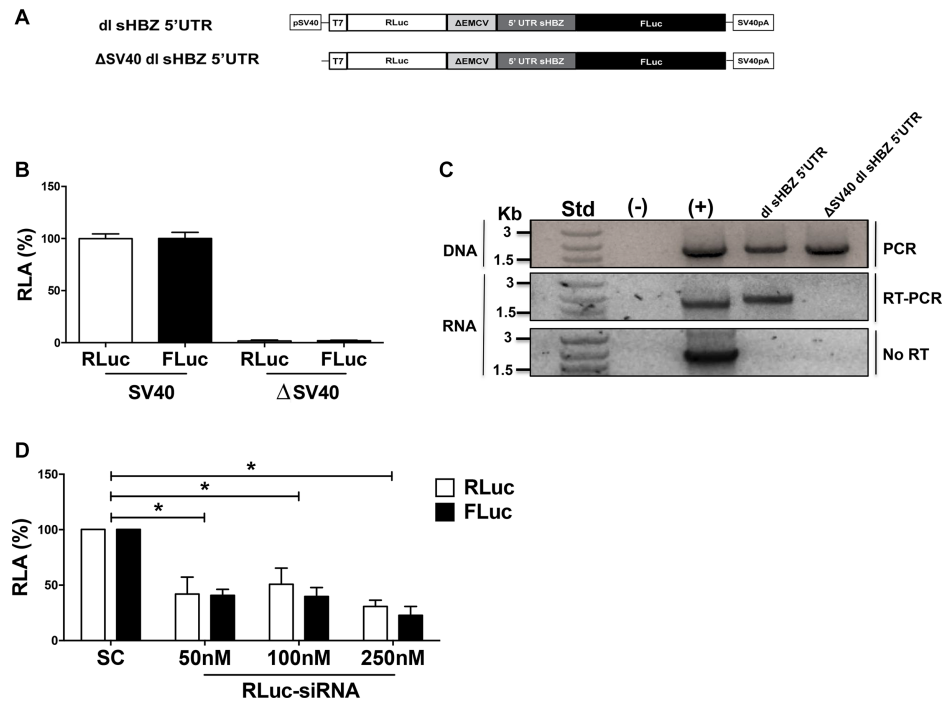 A
dl sHBZ 5'UTR
pSV40 T7 RLuc ΔEMCV 5' UTR sHBZ FLuc SV40pA
ΔSV40 dl sHBZ 5'UTR
T7 RLuc ΔEMCV 5' UTR sHBZ FLuc SV40pA
B
RLA (%)
150
100
50
0
RLuc FLuc RLuc FLuc
SV40 ΔSV40
C
Kb Std (-) (+) dl sHBZ 5'UTR ΔSV40 dl sHBZ 5'UTR
DNA 3 PCR
1.5
RNA
3 RT-PCR
1.5
3 No RT
1.5
D
RLA (%)
150
100
50
0
*
*
*
RLuc
FLuc
SC 50nM 100nM 250nM
RLuc-siRNA